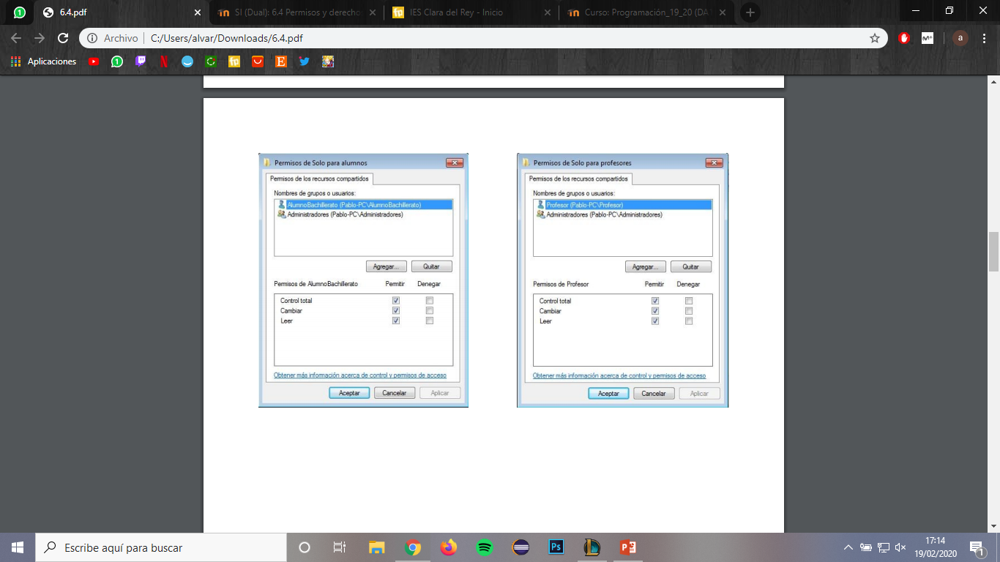 6.4.pdf
SI (Dual): 6.4 Permisos y derecho
IES Clara del Rey - Inicio
Curso: Programación_19_20 (DA
Archivo
C:/Users/alvar/Downloads/6.4.pdf
a
Aplicaciones
Permisos de Solo para alumnos
Permisos de los recursos compartidos
Nombres de grupos o usuarios:
AlumnoBachillerato (Pablo-PC\AlumnoBachillerato)
Administradores (Pablo-PC\Administradores)
Agregar... Quitar
Permisos de AlumnoBachillerato Permitir Denegar
Control total
Cambiar
Leer
Obtener más información acerca de control y permisos de acceso
Aceptar Cancelar Aplicar
Permisos de Solo para profesores
Permisos de los recursos compartidos
Nombres de grupos o usuarios:
Profesor (Pablo-PC\Profesor)
Administradores (Pablo-PC\Administradores)
Agregar... Quitar
Permisos de Profesor Permitir Denegar
Control total
Cambiar
Leer
Obtener más información acerca de control y permisos de acceso
Aceptar Cancelar Aplicar
Escribe aquí para buscar
17:14
19/02/2020
1